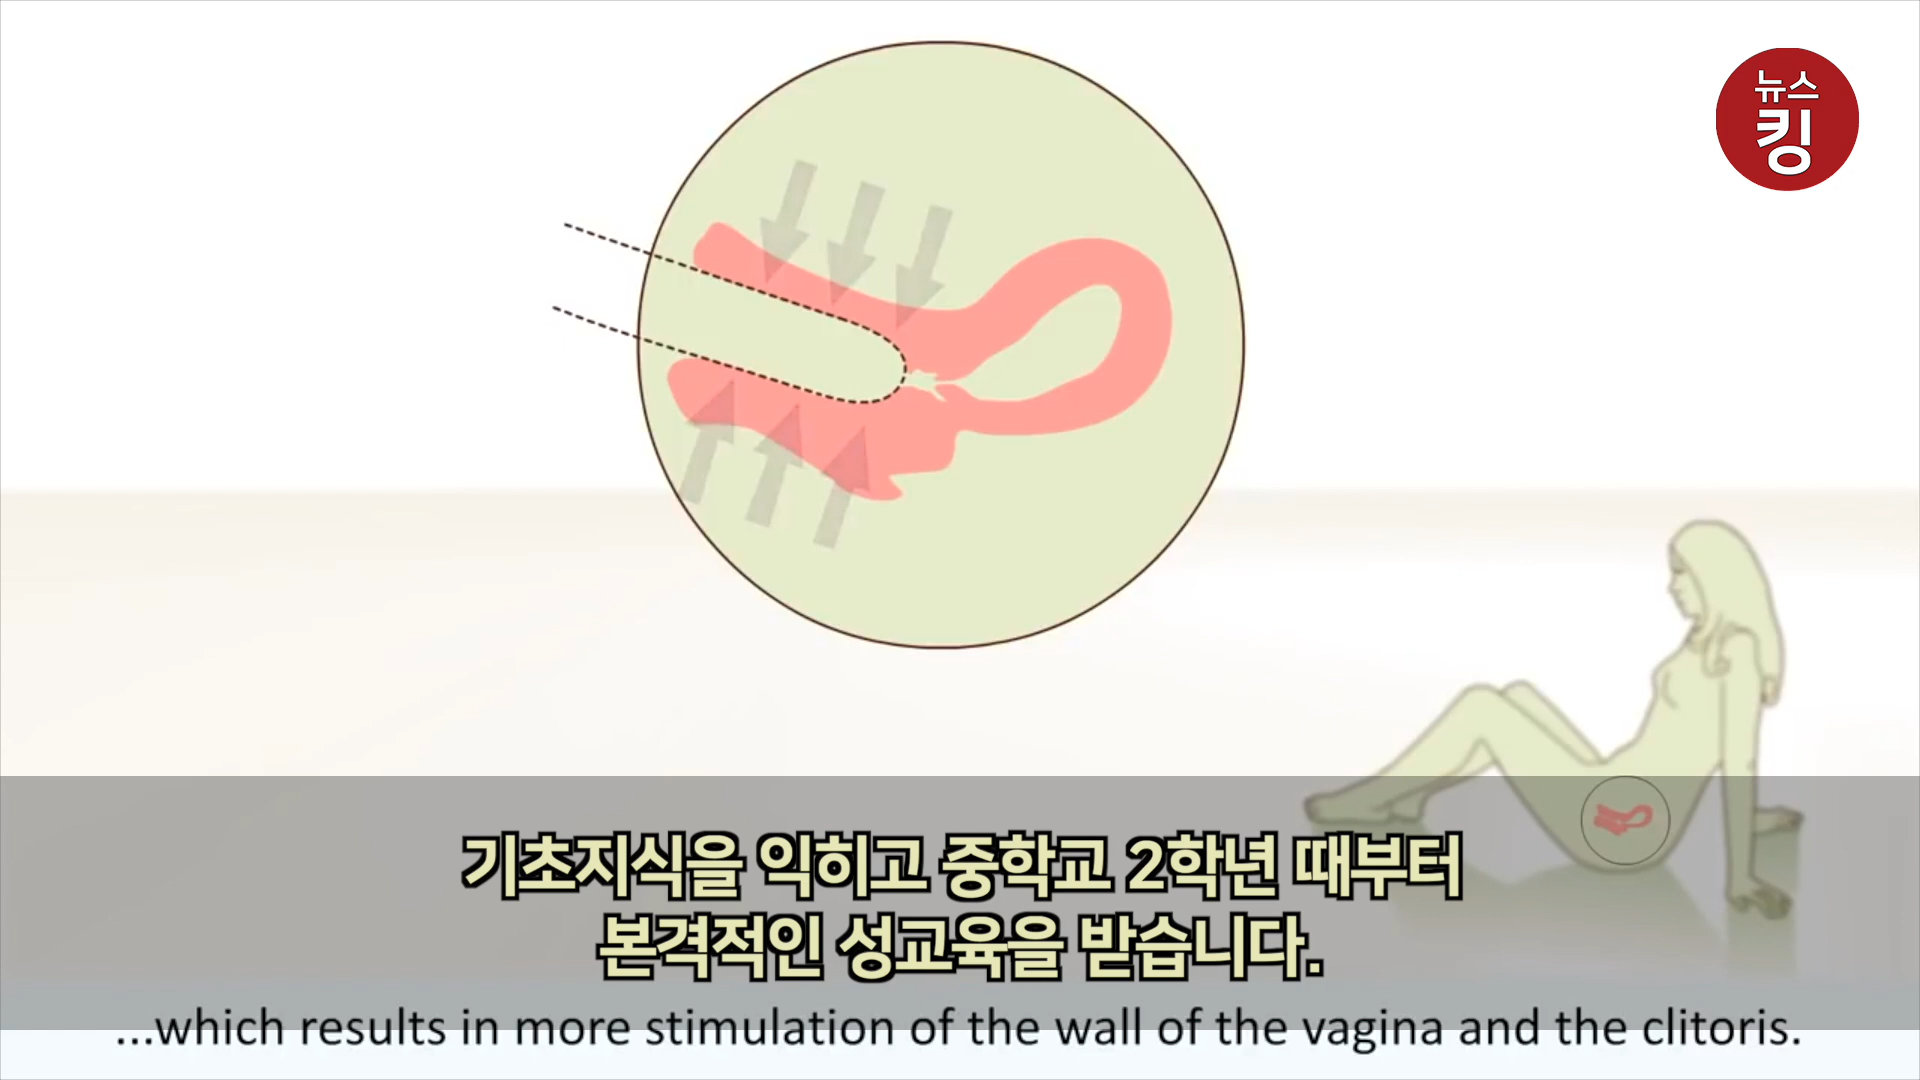 뉴스
킹
기초지식을 익히고 중학교 2학년 때부터
본격적인 성교육을 받습니다.
...which results in more stimulation of the wall of the vagina and the clitoris.